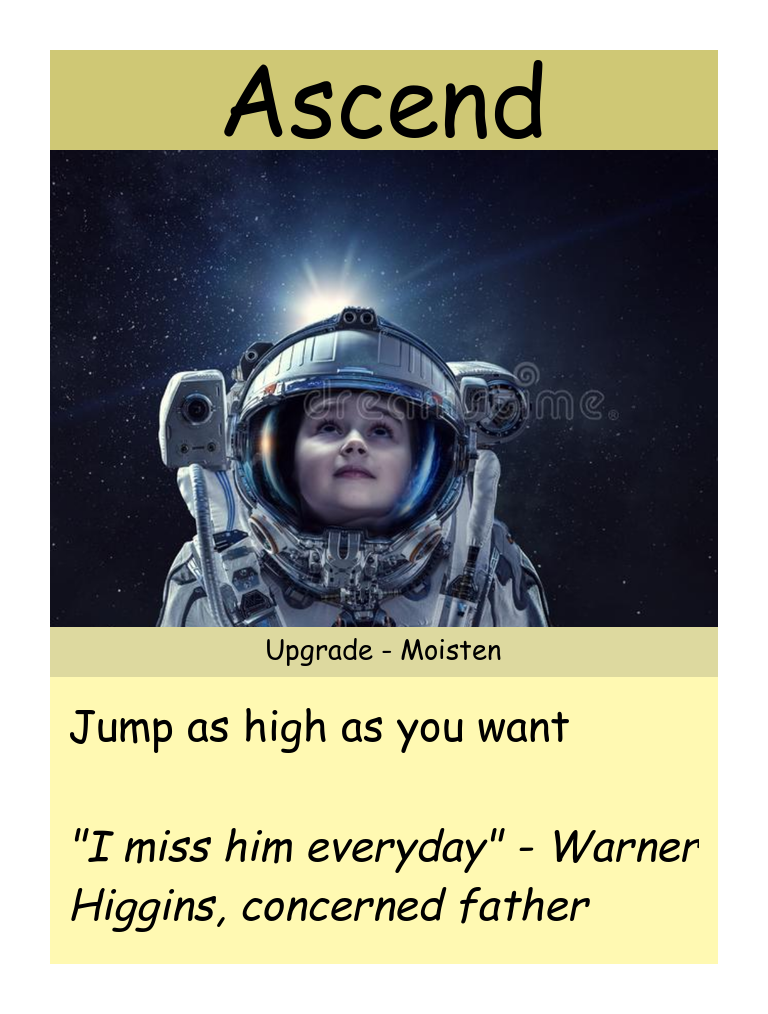 Ascend
dreamstime.
Upgrade - Moisten
Jump as high as you want
"I miss him everyday" - Warner
Higgins, concerned father